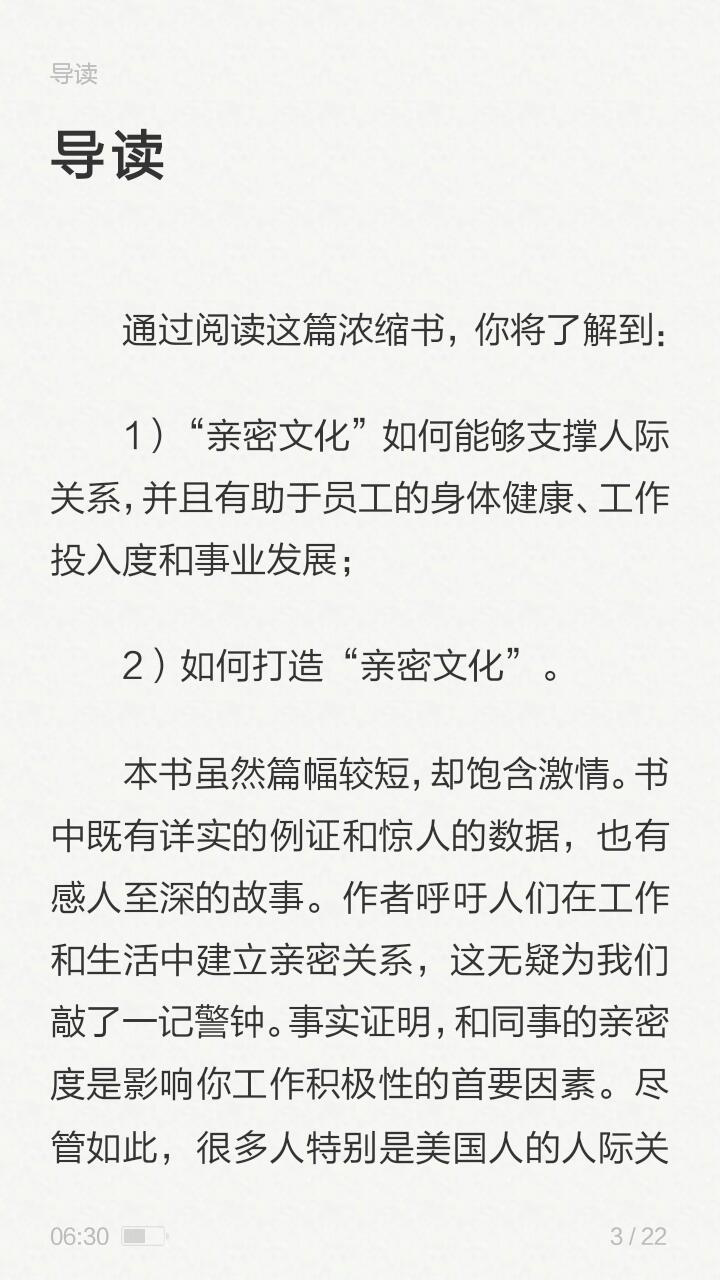 导读
导读
通过阅读这篇浓缩书，你将了解到：
1）“亲密文化”如何能够支撑人际
关系，并且有助于员工的身体健康、工作
投入度和事业发展；
2）如何打造“亲密文化”。
本书虽然篇幅较短，却饱含激情。书
中既有详实的例证和惊人的数据，也有
感人至深的故事。作者呼吁人们在工作
和生活中建立亲密关系，这无疑为我们
敲了一记警钟。事实证明，和同事的亲密
度是影响你工作积极性的首要因素。尽
管如此，很多人特别是美国人的人际关
06:30
3 / 22